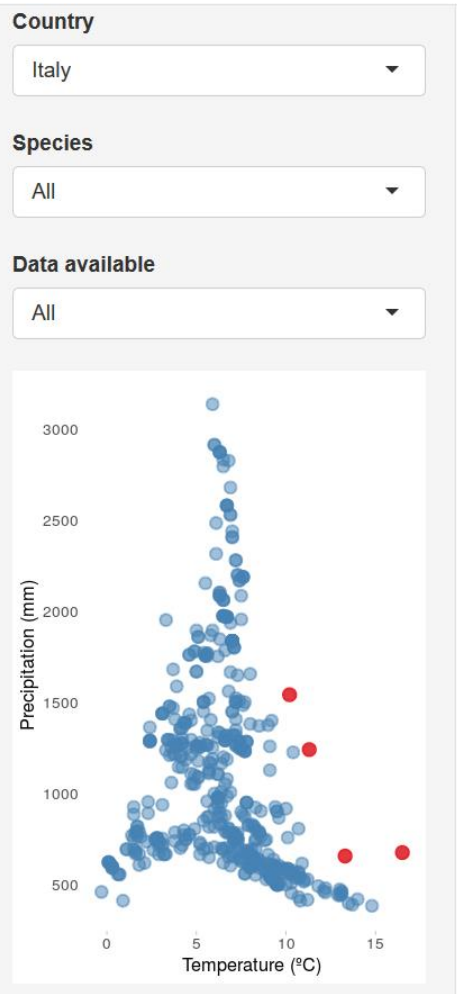 Country
Italy
Species
All
Data available
All
3000
2500
2000
1500
1000
500
Precipitation (mm)
0 5 10 15
Temperature (ºC)